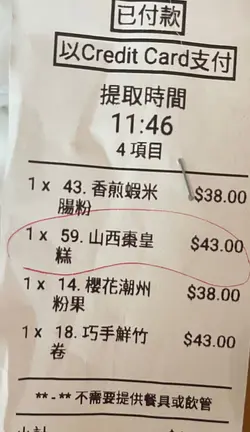 已付款
以Credit Card支付
提取時間
11:46
4 項目
1 x 43. 香煎蝦米 $38.00
腸粉
1 x 59. 山西棗皇 $43.00
糕
1 x 14. 櫻花潮州 $38.00
粉果
1 x 18. 巧手鮮竹 $43.00
卷
** - ** 不需要提供餐具或飲管